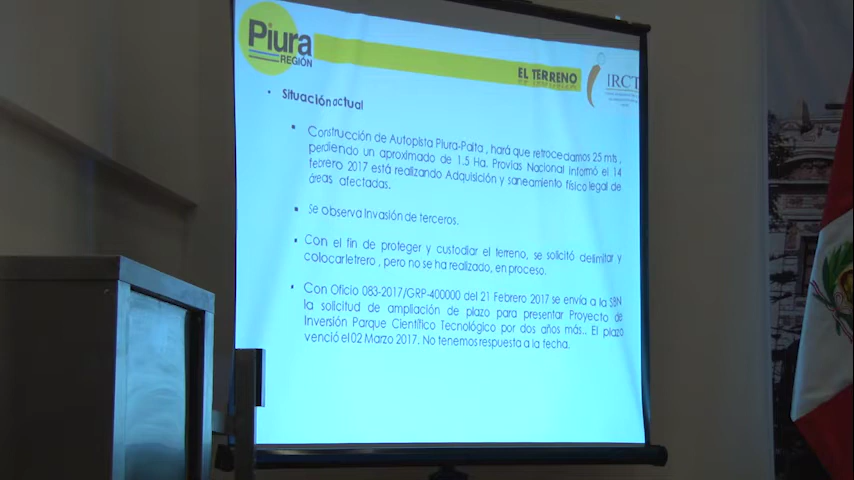 Piura
REGIÓN
EL TERRENO
IRCT
Situación actual
Construcción de Autopista Piura-Paita , hará que retrocedamos 25 mts ,
perdiendo un aproximado de 1.5 Ha. Provias Nacional informó el 14
febrero 2017 está realizando Adquisición y saneamiento físico legal de
áreas afectadas.
Se observa Invasión de terceros.
Con el fin de proteger y custodiar el terreno, se solicitó delimitar y
colocar letrero , pero no se ha realizado, en proceso.
Con Oficio 083-2017/GRP-400000 del 21 Febrero 2017 se envía a la SBN
la solicitud de ampliación de plazo para presentar Proyecto de
Inversión Parque Científico Tecnológico por dos años más.. El plazo
venció el 02 Marzo 2017. No tenemos respuesta a la fecha.